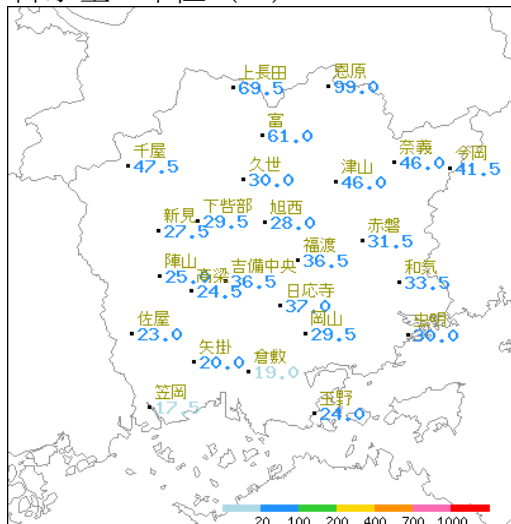 上長田
69.5
恩原
99.0
富
61.0
千屋
47.5
久世
30.0
津山
46.0
奈義
46.0
今岡
41.5
新見
27.5
下呰部
29.5
旭西
28.0
赤磐
31.5
福渡
36.5
陣山
25.0
高梁
24.5
吉備中央
36.5
和気
33.5
日応寺
37.0
佐屋
23.0
岡山
29.5
虫明
30.0
矢掛
20.0
倉敷
19.0
笠岡
17.5
玉野
24.0
20 100 200 400 700 1000